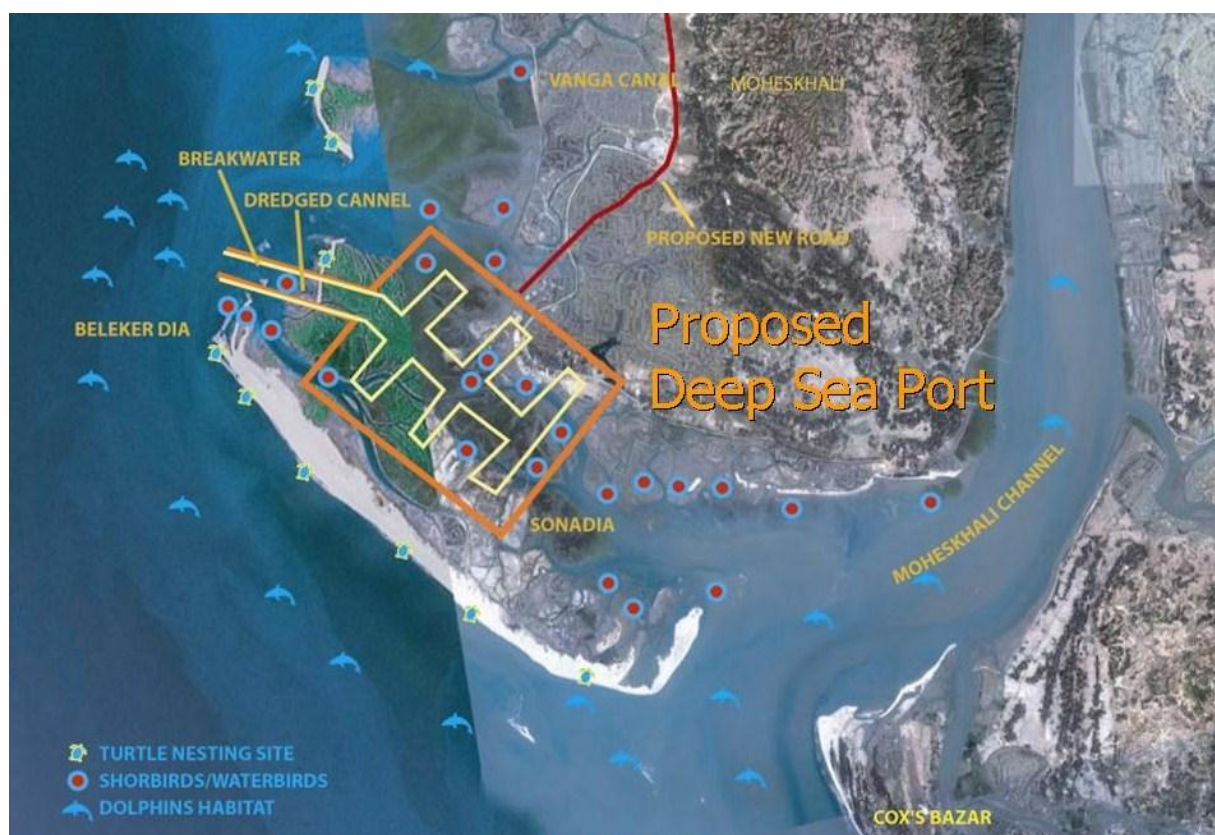 VANGA CANAL
MOHESKHALI
BREAKWATER
DREDGED CANNEL
PROPOSED NEW ROAD
BELEKER DIA
Proposed
Deep Sea Port
SONADIA
MOHESKHALI CHANNEL
TURTLE NESTING SITE
SHORBIRDS/WATERBIRDS
DOLPHINS HABITAT
COX'S BAZAR